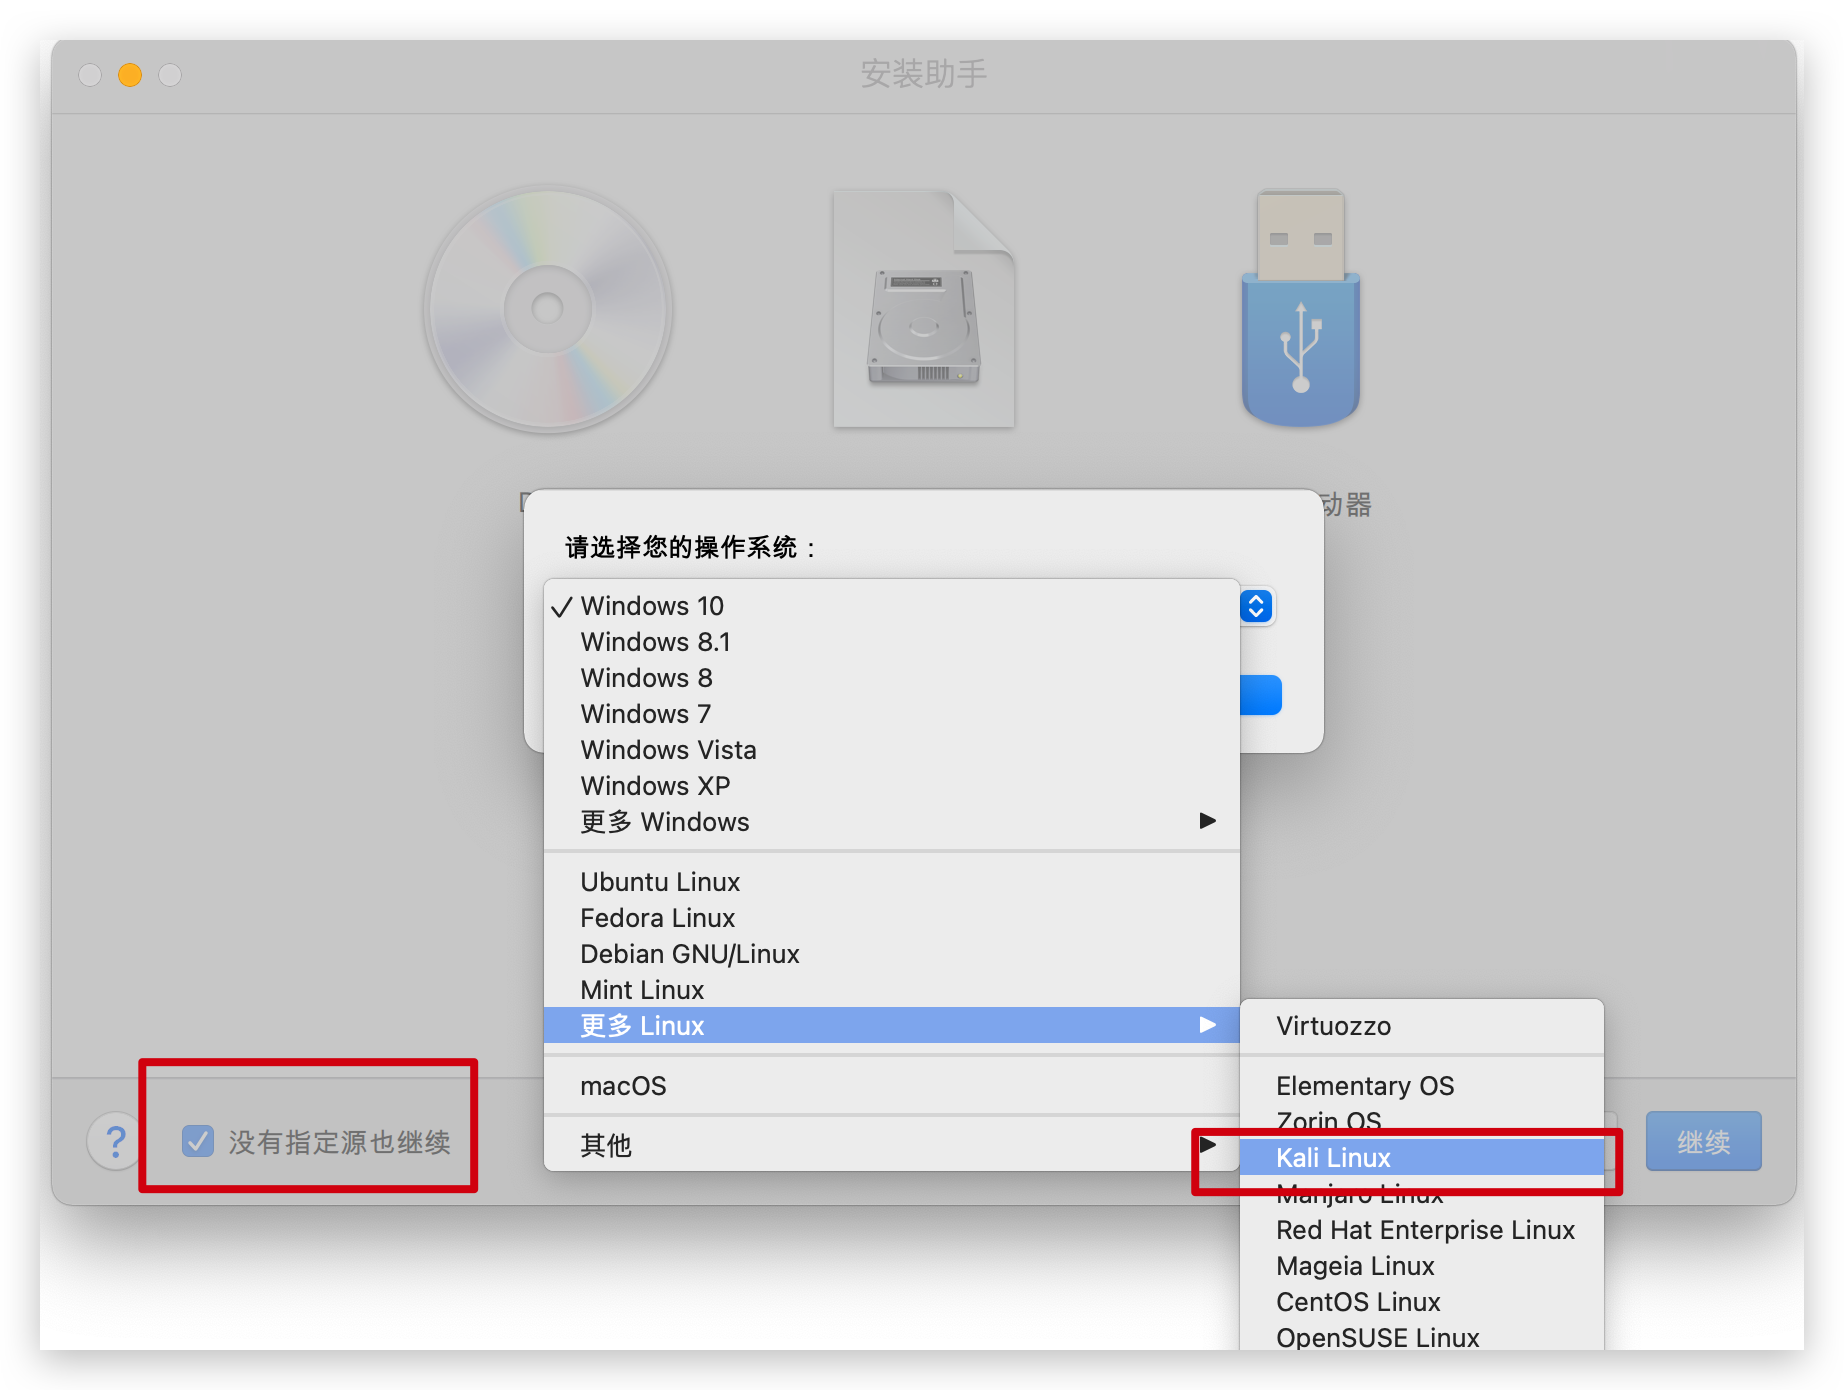 安装助手
动器
请选择您的操作系统：
Windows 10
Windows 8.1
Windows 8
Windows 7
Windows Vista
Windows XP
更多 Windows
Ubuntu Linux
Fedora Linux
Debian GNU/Linux
Mint Linux
更多 Linux
macOS
其他
Virtuozzo
Elementary OS
Zorin OS
Kali Linux
Manjaro Linux
Red Hat Enterprise Linux
Mageia Linux
CentOS Linux
OpenSUSE Linux
?
没有指定源也继续
继续